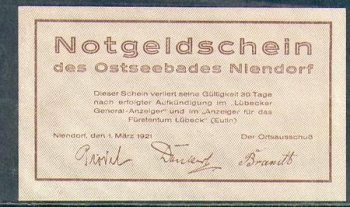 Notgeldschein
des Ostseebades Niendorf
Dieser Schein verliert seine Gültigkeit 30 Tage
nach erfolgter Aufkündigung im „Lübecker
General-Anzeiger" und im „Anzeiger für das
Fürstentum Lübeck" (Eutin)
Niendorf, den 1. März 1921 Der Ortsausschuß
Brandt